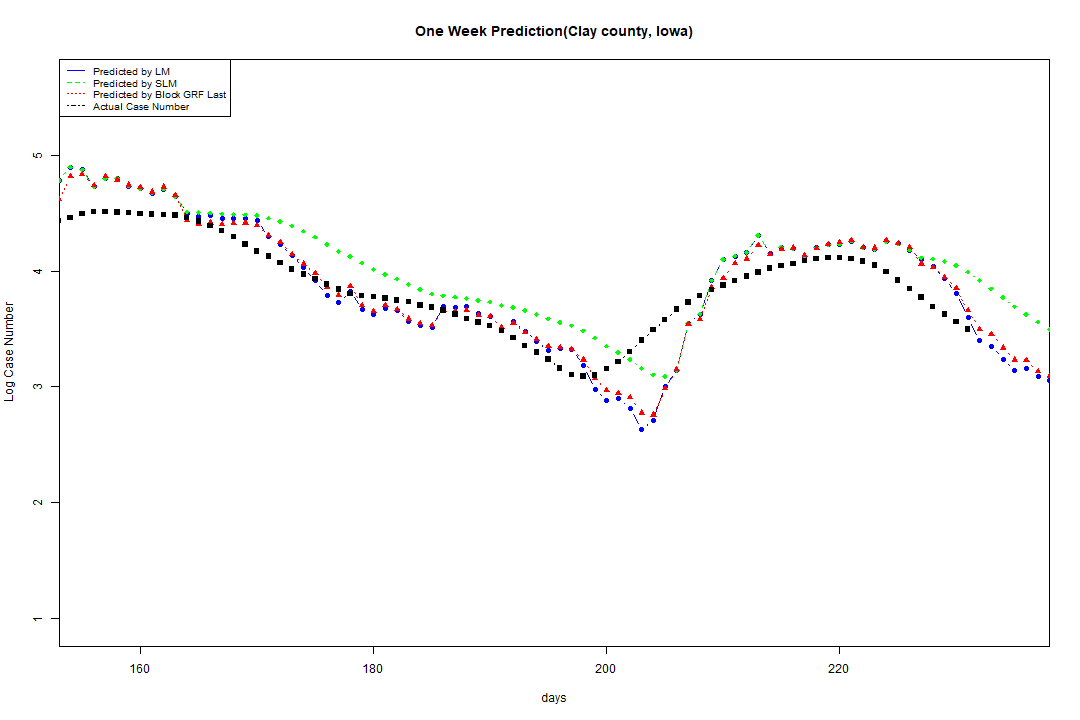 One Week Prediction(Clay county, Iowa)
Predicted by LM
Predicted by SLM
Predicted by Block GRF Last
Actual Case Number
5
4
3
2
1
Log Case Number
160 180 200 220
days